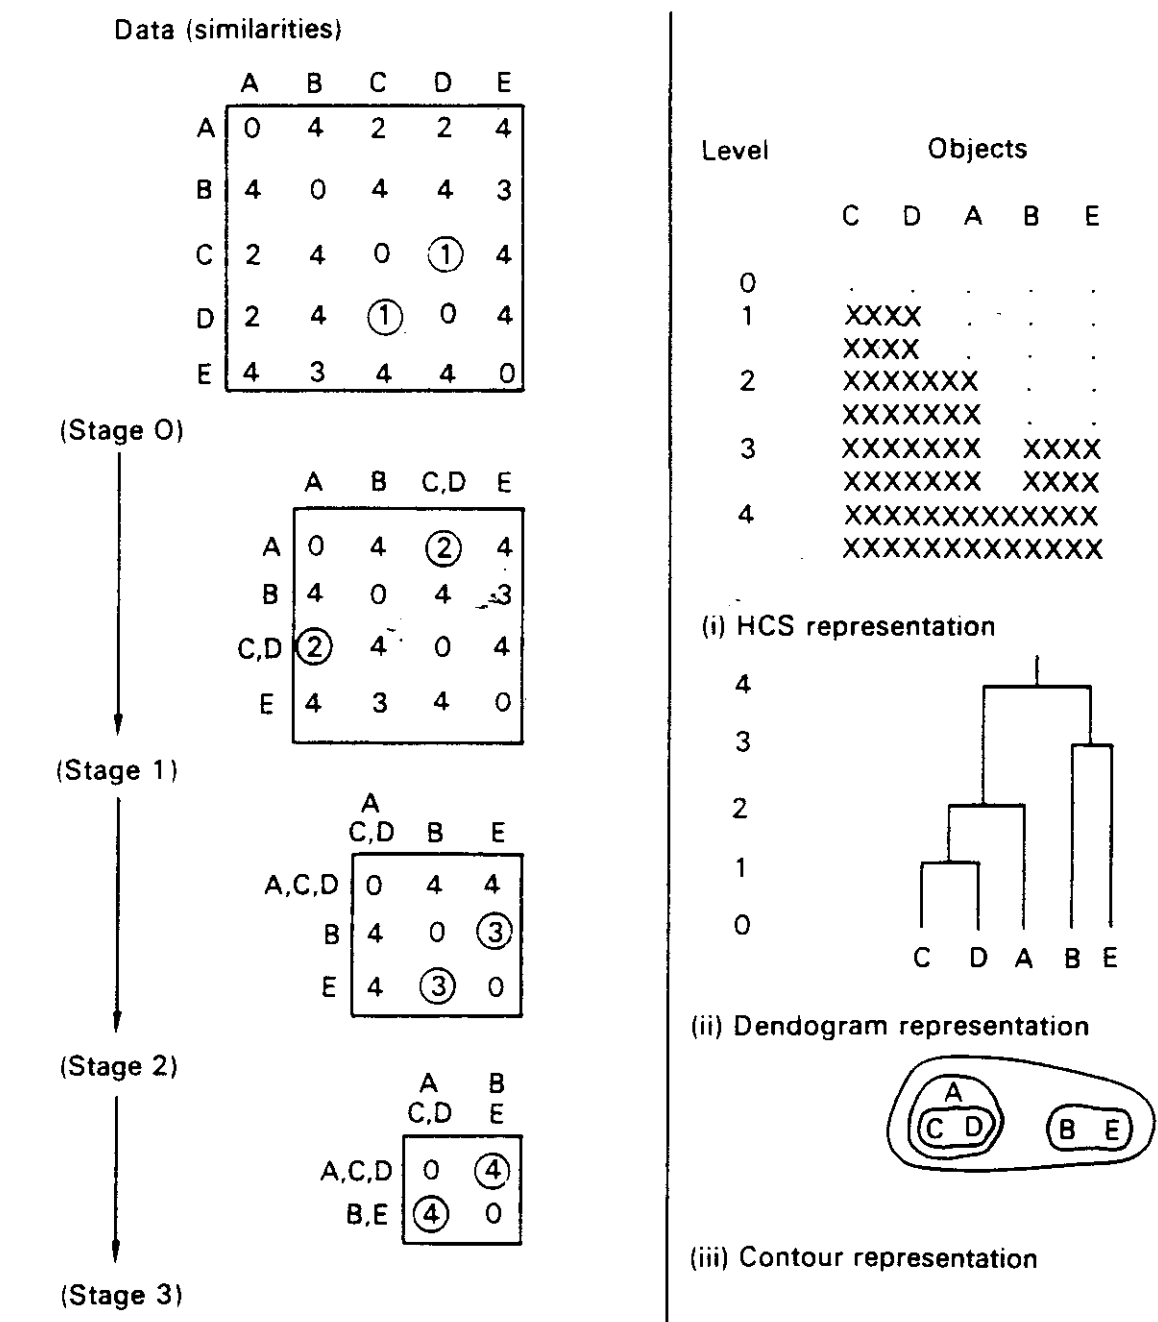 Data (similarities)
A B C D E
A 0 4 2 2 4
B 4 0 4 4 3
C 2 4 0 1 4
D 2 4 1 0 4
E 4 3 4 4 0
(Stage O)
A B C,D E
A 0 4 2 4
B 4 0 4 3
C,D 2 4 0 4
E 4 3 4 0
(Stage 1)
A
C,D B E
A,C,D 0 4 4
B 4 0 3
E 4 3 0
(Stage 2)
A B
C,D E
A,C,D 0 4
B,E 4 0
(Stage 3)
Level Objects
C D A B E
0 . . . . .
1 XXXX . . .
XXXX . . .
2 XXXXXXX . .
XXXXXXX . .
3 XXXXXXX XXXX
XXXXXXX XXXX
4 XXXXXXXXXXXXX
XXXXXXXXXXXXX
(i) HCS representation
4
3
2
1
0
C D A B E
(ii) Dendogram representation
A
C D B E
(iii) Contour representation